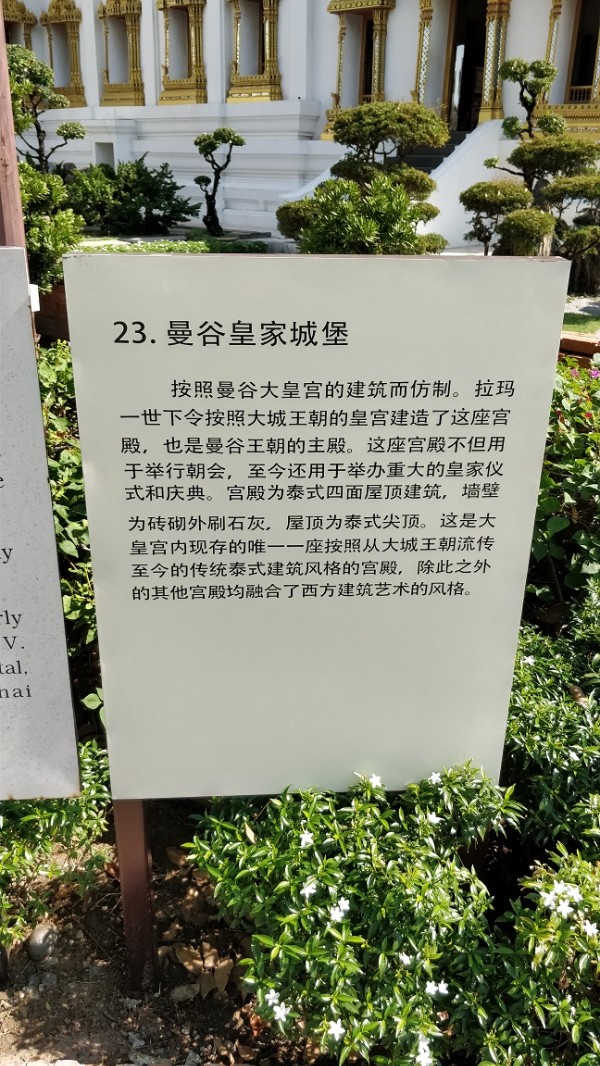 23. 曼谷皇家城堡
按照曼谷大皇宫的建筑而仿制。拉玛
一世下令按照大城王朝的皇宫建造了这座宫
殿，也是曼谷王朝的主殿。这座宫殿不但用
于举行朝会，至今还用于举办重大的皇家仪
式和庆典。宫殿为泰式四面屋顶建筑，墙壁
为砖砌外刷石灰，屋顶为泰式尖顶。这是大
皇宫内现存的唯一一座按照从大城王朝流传
至今的传统泰式建筑风格的宫殿，除此之外
的其他宫殿均融合了西方建筑艺术的风格。
e
ly
rly
V.
tal,
nai